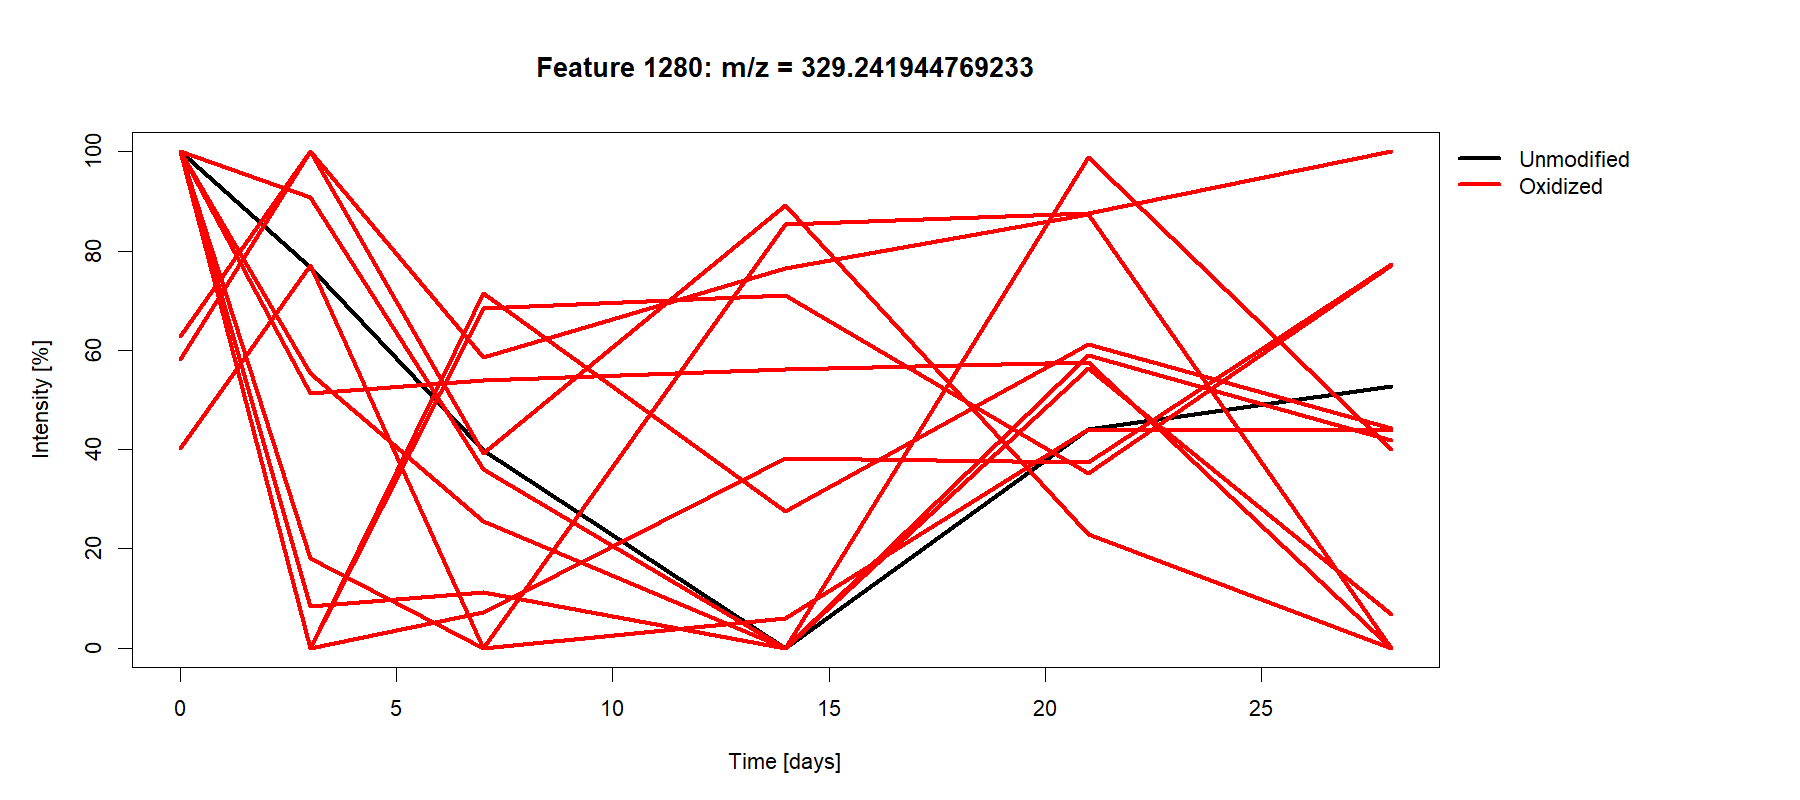 Feature 1280: m/z = 329.241944769233
Unmodified
Oxidized
100
80
60
40
20
0
Intensity [%]
0 5 10 15 20 25
Time [days]